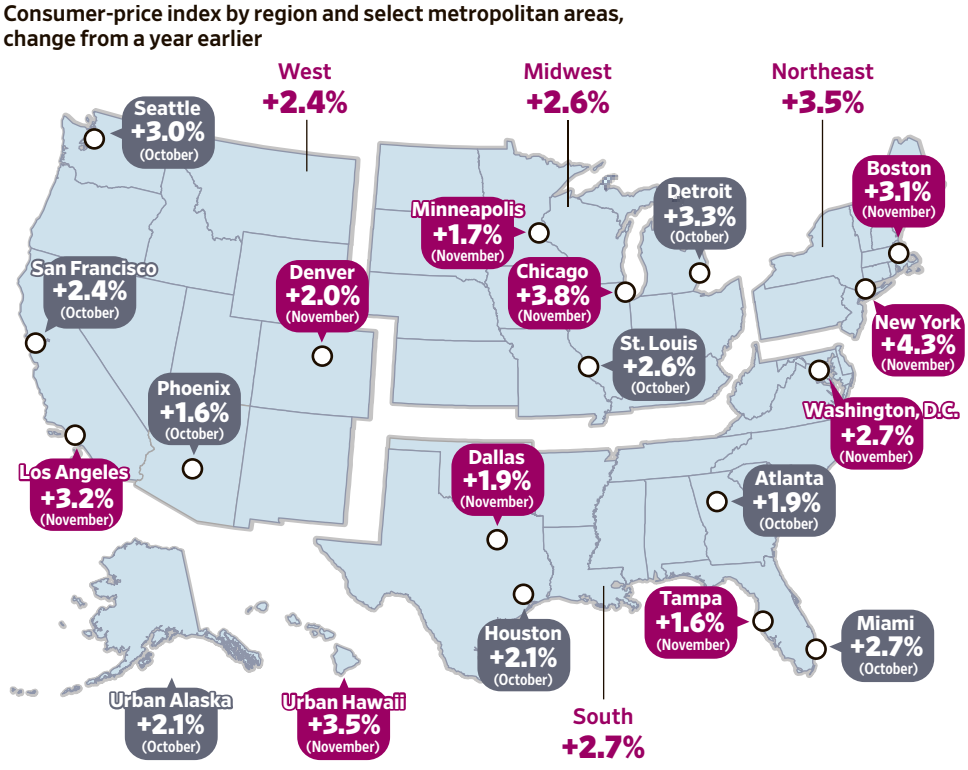 Consumer-price index by region and select metropolitan areas,
change from a year earlier
West
+2.4%
Midwest
+2.6%
Northeast
+3.5%
Seattle
+3.0%
(October)
Boston
+3.1%
(November)
Detroit
+3.3%
(October)
Minneapolis
+1.7%
(November)
San Francisco
+2.4%
(October)
Denver
+2.0%
(November)
Chicago
+3.8%
(November)
New York
+4.3%
(November)
St. Louis
+2.6%
(October)
Phoenix
+1.6%
(October)
Washington, D.C.
+2.7%
(November)
Los Angeles
+3.2%
(November)
Dallas
+1.9%
(November)
Atlanta
+1.9%
(October)
Tampa
+1.6%
(November)
Miami
+2.7%
(October)
Houston
+2.1%
(October)
Urban Alaska
+2.1%
(October)
Urban Hawaii
+3.5%
(November)
South
+2.7%